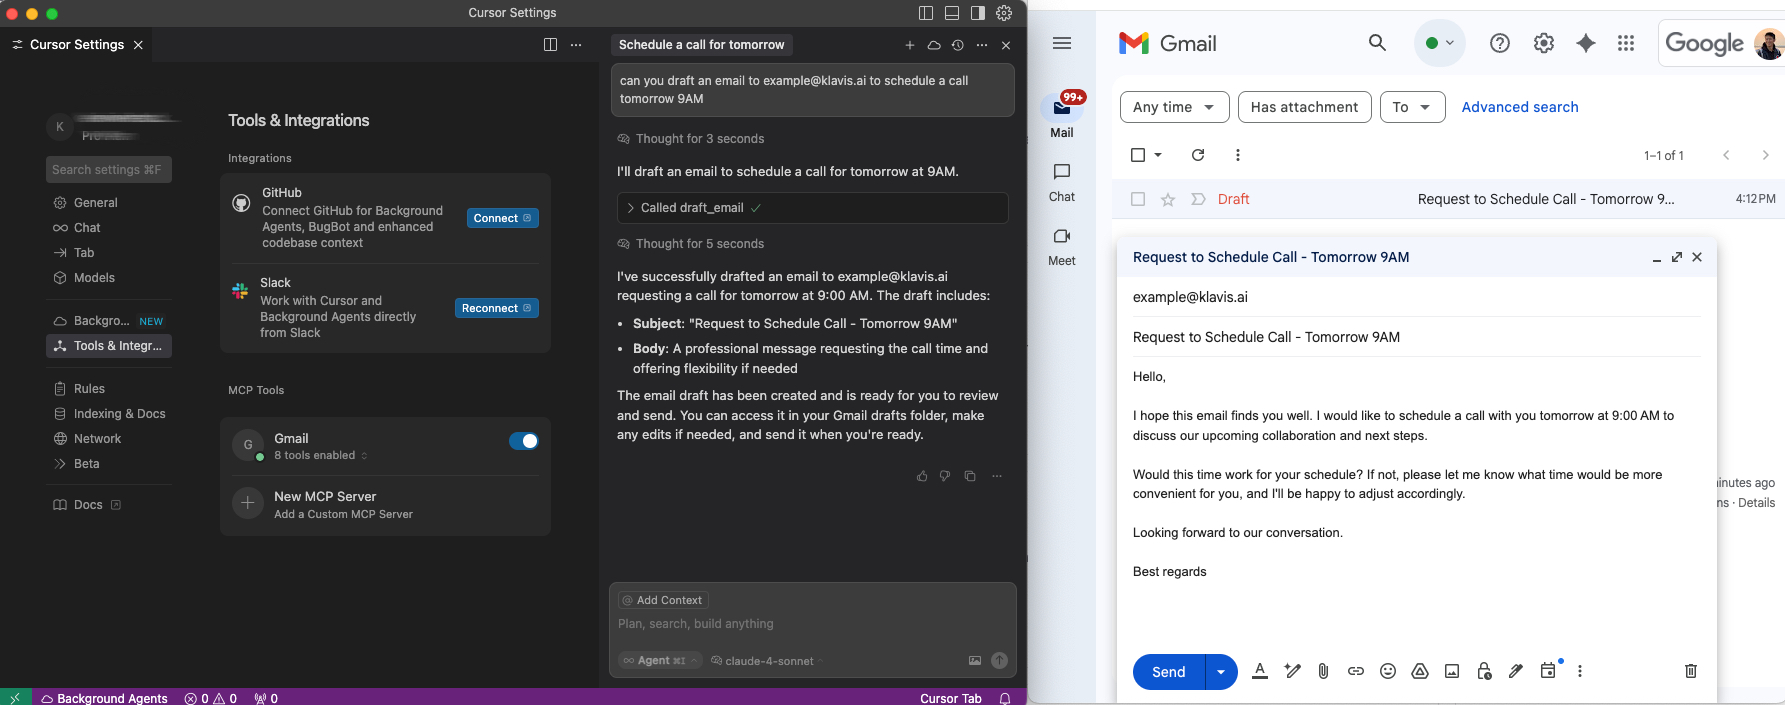 Cursor Settings
Cursor Settings
K
Pro
Search settings ⌘F
General
Chat
Tab
Models
Backgro... NEW
Tools & Integr...
Rules
Indexing & Docs
Network
Beta
Docs
Tools & Integrations
Integrations
GitHub
Connect GitHub for Background
Agents, BugBot and enhanced
codebase context
Connect
Slack
Work with Cursor and
Background Agents directly
from Slack
Reconnect
MCP Tools
G
Gmail
8 tools enabled
New MCP Server
Add a Custom MCP Server
Schedule a call for tomorrow
can you draft an email to example@klavis.ai to schedule a call
tomorrow 9AM
Thought for 3 seconds
I'll draft an email to schedule a call for tomorrow at 9AM.
Called draft_email
Thought for 5 seconds
I've successfully drafted an email to example@klavis.ai
requesting a call for tomorrow at 9:00 AM. The draft includes:
• Subject: "Request to Schedule Call - Tomorrow 9AM"
• Body: A professional message requesting the call time and
offering flexibility if needed
The email draft has been created and is ready for you to review
and send. You can access it in your Gmail drafts folder, make
any edits if needed, and send it when you're ready.
@ Add Context
Plan, search, build anything
Agent ⌘I
claude-4-sonnet
Background Agents
0 0
0
Cursor Tab
Gmail
Google
99+
Mail
Chat
Meet
Any time
Has attachment
To
Advanced search
1–1 of 1
Draft
Request to Schedule Call - Tomorrow 9...
4:12 PM
Request to Schedule Call - Tomorrow 9AM
example@klavis.ai
Request to Schedule Call - Tomorrow 9AM
Hello,
I hope this email finds you well. I would like to schedule a call with you tomorrow at 9:00 AM to
discuss our upcoming collaboration and next steps.
Would this time work for your schedule? If not, please let me know what time would be more
convenient for you, and I'll be happy to adjust accordingly.
Looking forward to our conversation.
Best regards
Send
inutes ago
ns · Details